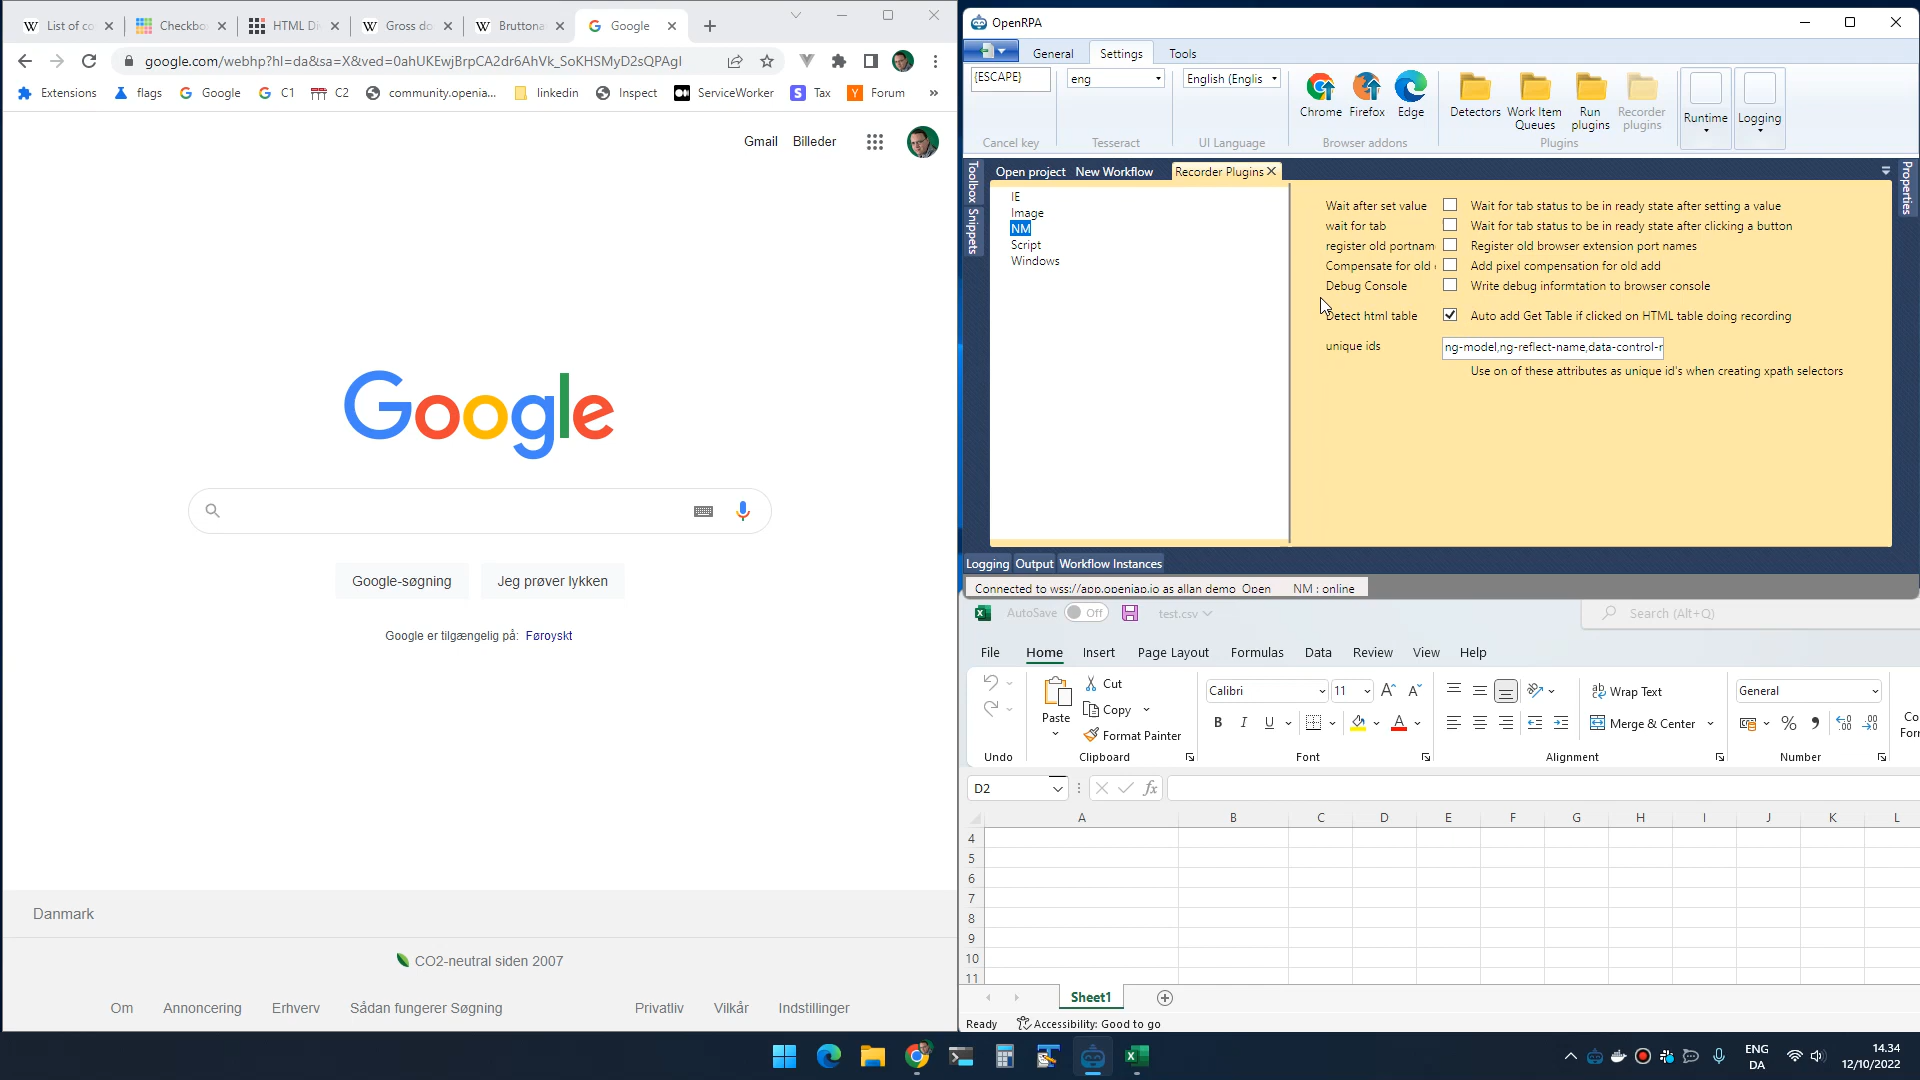 List of co
Checkbo
HTML Di
Gross do
Bruttona
Google
google.com/webhp?hl=da&sa=X&ved=0ahUKEwjBrpCA2dr6AhVk_SoKHSMyD2sQPAgI
Extensions
flags
Google
C1
C2
community.openia...
linkedin
Inspect
ServiceWorker
Tax
Forum
»
Gmail
Billeder
Google
Google-søgning
Jeg prøver lykken
Google er tilgængelig på: Føroyskt
Danmark
CO2-neutral siden 2007
Om
Annoncering
Erhverv
Sådan fungerer Søgning
Privatliv
Vilkår
Indstillinger
OpenRPA
General
Settings
Tools
{ESCAPE}
eng
English (Englis
Chrome
Firefox
Edge
Detectors
Work Item Queues
Run plugins
Recorder plugins
Runtime
Logging
Cancel key
Tesseract
UI Language
Browser addons
Plugins
Toolbox
Snippets
Properties
Open project
New Workflow
Recorder Plugins
IE
Image
NM
Script
Windows
Wait after set value
Wait for tab status to be in ready state after setting a value
wait for tab
Wait for tab status to be in ready state after clicking a button
register old portnam
Register old browser extension port names
Compensate for old
Add pixel compensation for old add
Debug Console
Write debug informtation to browser console
Detect html table
Auto add Get Table if clicked on HTML table doing recording
unique ids
ng-model,ng-reflect-name,data-control-r
Use on of these attributes as unique id's when creating xpath selectors
Logging
Output
Workflow Instances
Connected to wss://app.openiap.io as allan demo Open
NM : online
AutoSave
Off
test.csv
Search (Alt+Q)
File
Home
Insert
Page Layout
Formulas
Data
Review
View
Help
Paste
Cut
Copy
Format Painter
Calibri
11
B
I
U
Wrap Text
Merge & Center
General
Co
Forn
Undo
Clipboard
Font
Alignment
Number
D2
fx
A B C D E F G H I J K L
4
5
6
7
8
9
10
11
Sheet1
Ready
Accessibility: Good to go
ENG
DA
14.34
12/10/2022